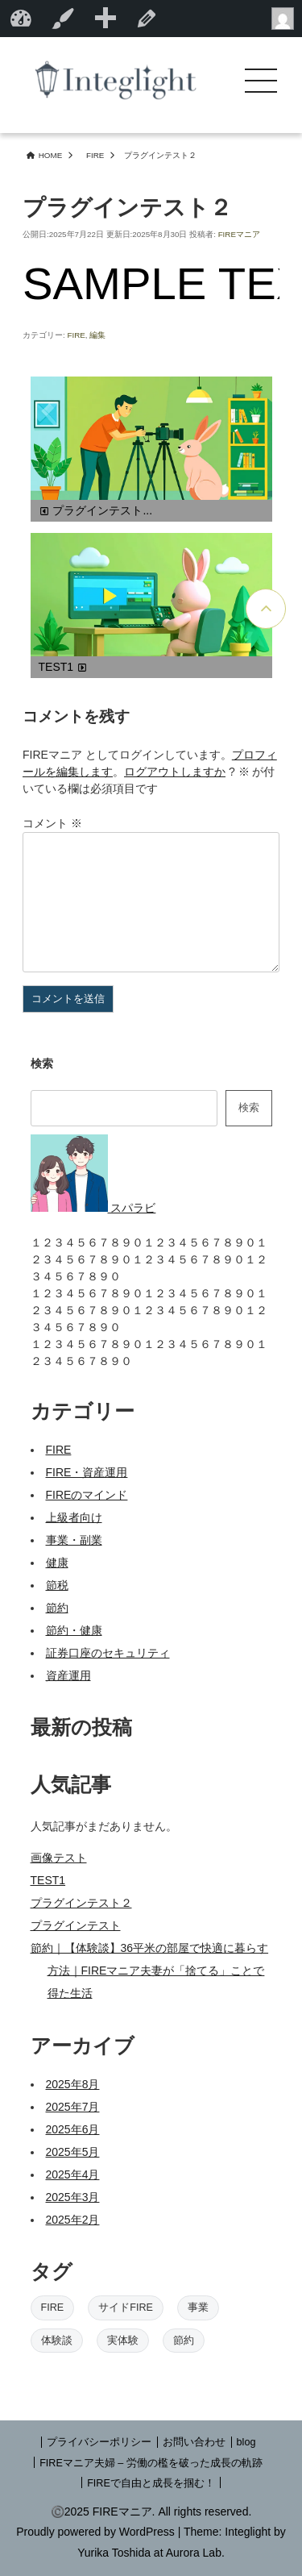 Integlight
HOME > FIRE > プラグインテスト２
プラグインテスト２
公開日:2025年7月22日 更新日:2025年8月30日 投稿者: FIREマニア
SAMPLE TE
カテゴリー: FIRE, 編集
プラグインテスト...
TEST1
コメントを残す
FIREマニア としてログインしています。プロフィ
ールを編集します。ログアウトしますか ? ※ が付
いている欄は必須項目です
コメント ※
コメントを送信
検索
検索
スパラビ
１２３４５６７８９０１２３４５６７８９０１
２３４５６７８９０１２３４５６７８９０１２
３４５６７８９０
１２３４５６７８９０１２３４５６７８９０１
２３４５６７８９０１２３４５６７８９０１２
３４５６７８９０
１２３４５６７８９０１２３４５６７８９０１
２３４５６７８９０
カテゴリー
• FIRE
• FIRE・資産運用
• FIREのマインド
• 上級者向け
• 事業・副業
• 健康
• 節税
• 節約
• 節約・健康
• 証券口座のセキュリティ
• 資産運用
最新の投稿
人気記事
人気記事がまだありません。
画像テスト
TEST1
プラグインテスト２
プラグインテスト
節約｜【体験談】36平米の部屋で快適に暮らす
方法｜FIREマニア夫妻が「捨てる」ことで
得た生活
アーカイブ
• 2025年8月
• 2025年7月
• 2025年6月
• 2025年5月
• 2025年4月
• 2025年3月
• 2025年2月
タグ
FIRE サイドFIRE 事業
体験談 実体験 節約
| プライバシーポリシー | お問い合わせ | blog
| FIREマニア夫婦 – 労働の檻を破った成長の軌跡
| FIREで自由と成長を掴む！ |
©2025 FIREマニア. All rights reserved.
Proudly powered by WordPress | Theme: Integlight by
Yurika Toshida at Aurora Lab.